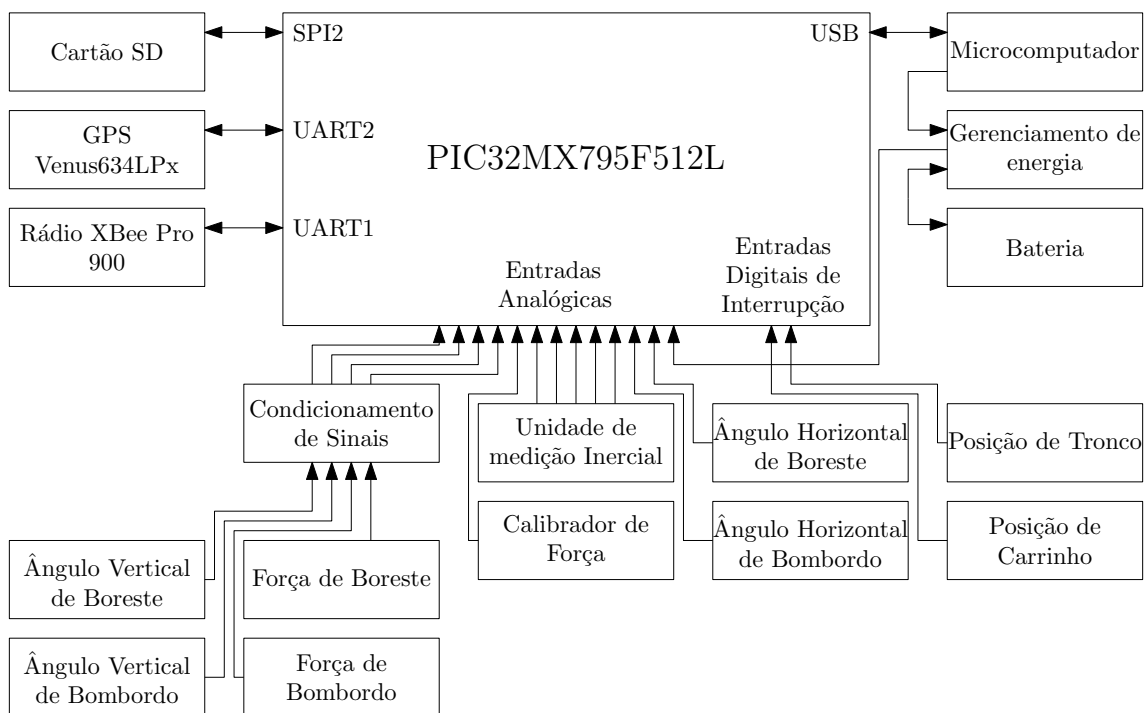 Cartão SD
SPI2
USB
Microcomputador
GPS
Venus634LPx
UART2
PIC32MX795F512L
Gerenciamento de
energia
Rádio XBee Pro
900
UART1
Entradas
Analógicas
Entradas
Digitais de
Interrupção
Bateria
Condicionamento
de Sinais
Unidade de
medição Inercial
Ângulo Horizontal
de Boreste
Posição de Tronco
Calibrador de
Força
Ângulo Horizontal
de Bombordo
Posição de
Carrinho
Ângulo Vertical
de Boreste
Força de Boreste
Ângulo Vertical
de Bombordo
Força de
Bombordo